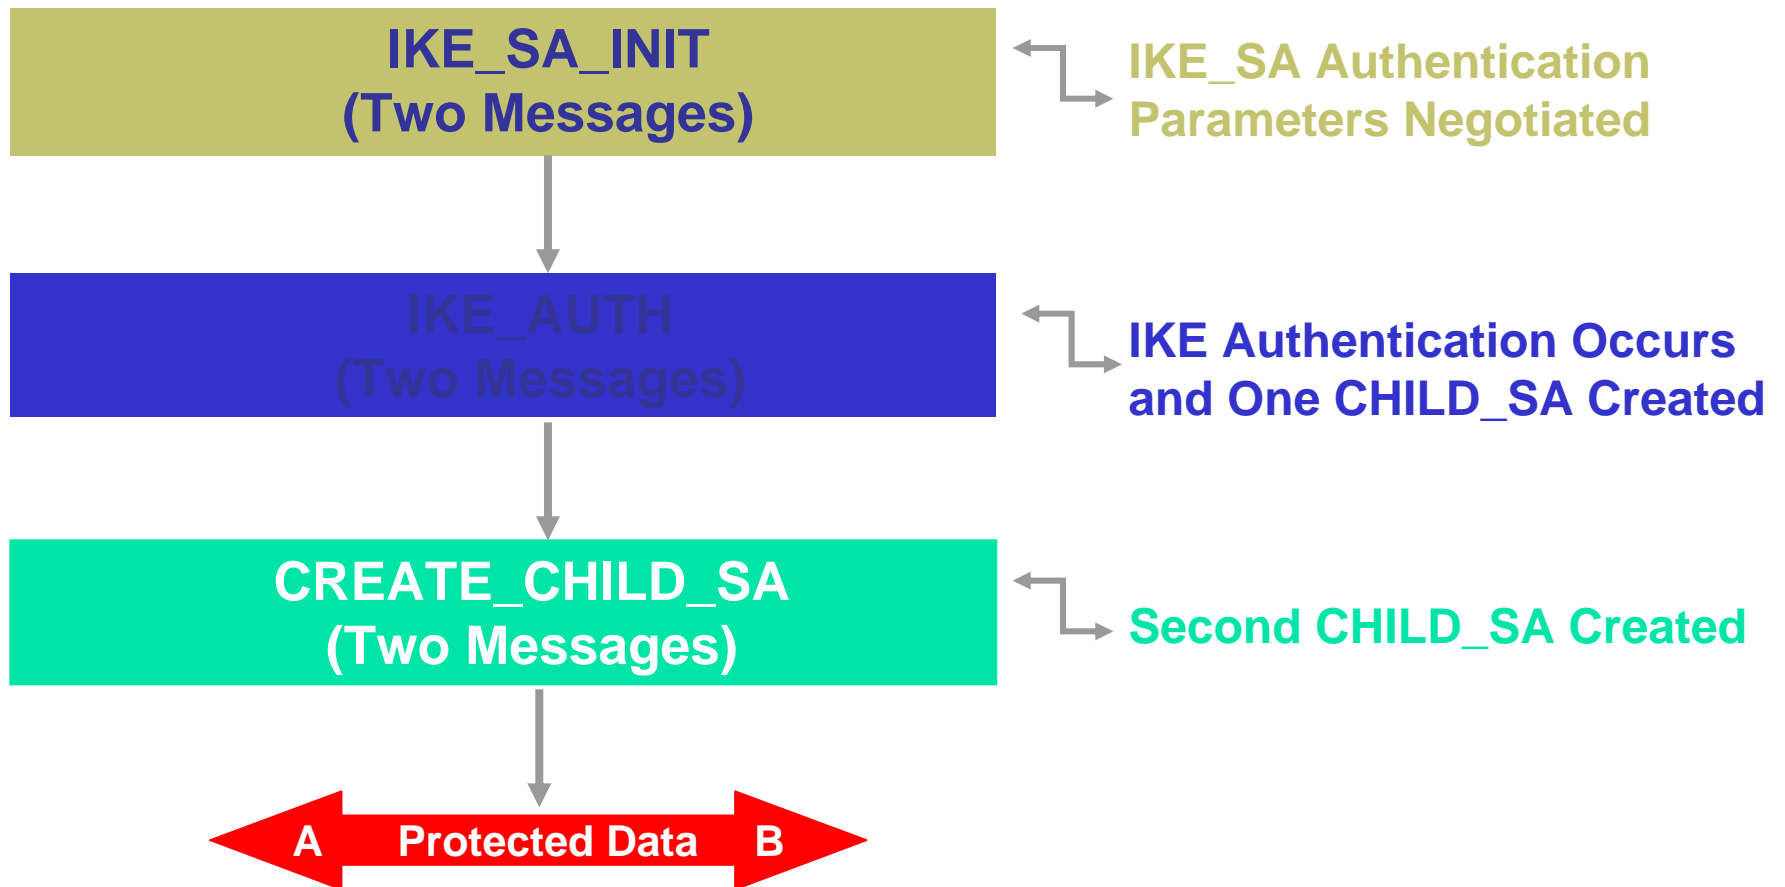 IKE_SA_INIT
(Two Messages)
IKE_SA Authentication
Parameters Negotiated
IKE_AUTH
(Two Messages)
IKE Authentication Occurs
and One CHILD_SA Created
CREATE_CHILD_SA
(Two Messages)
Second CHILD_SA Created
A Protected Data B